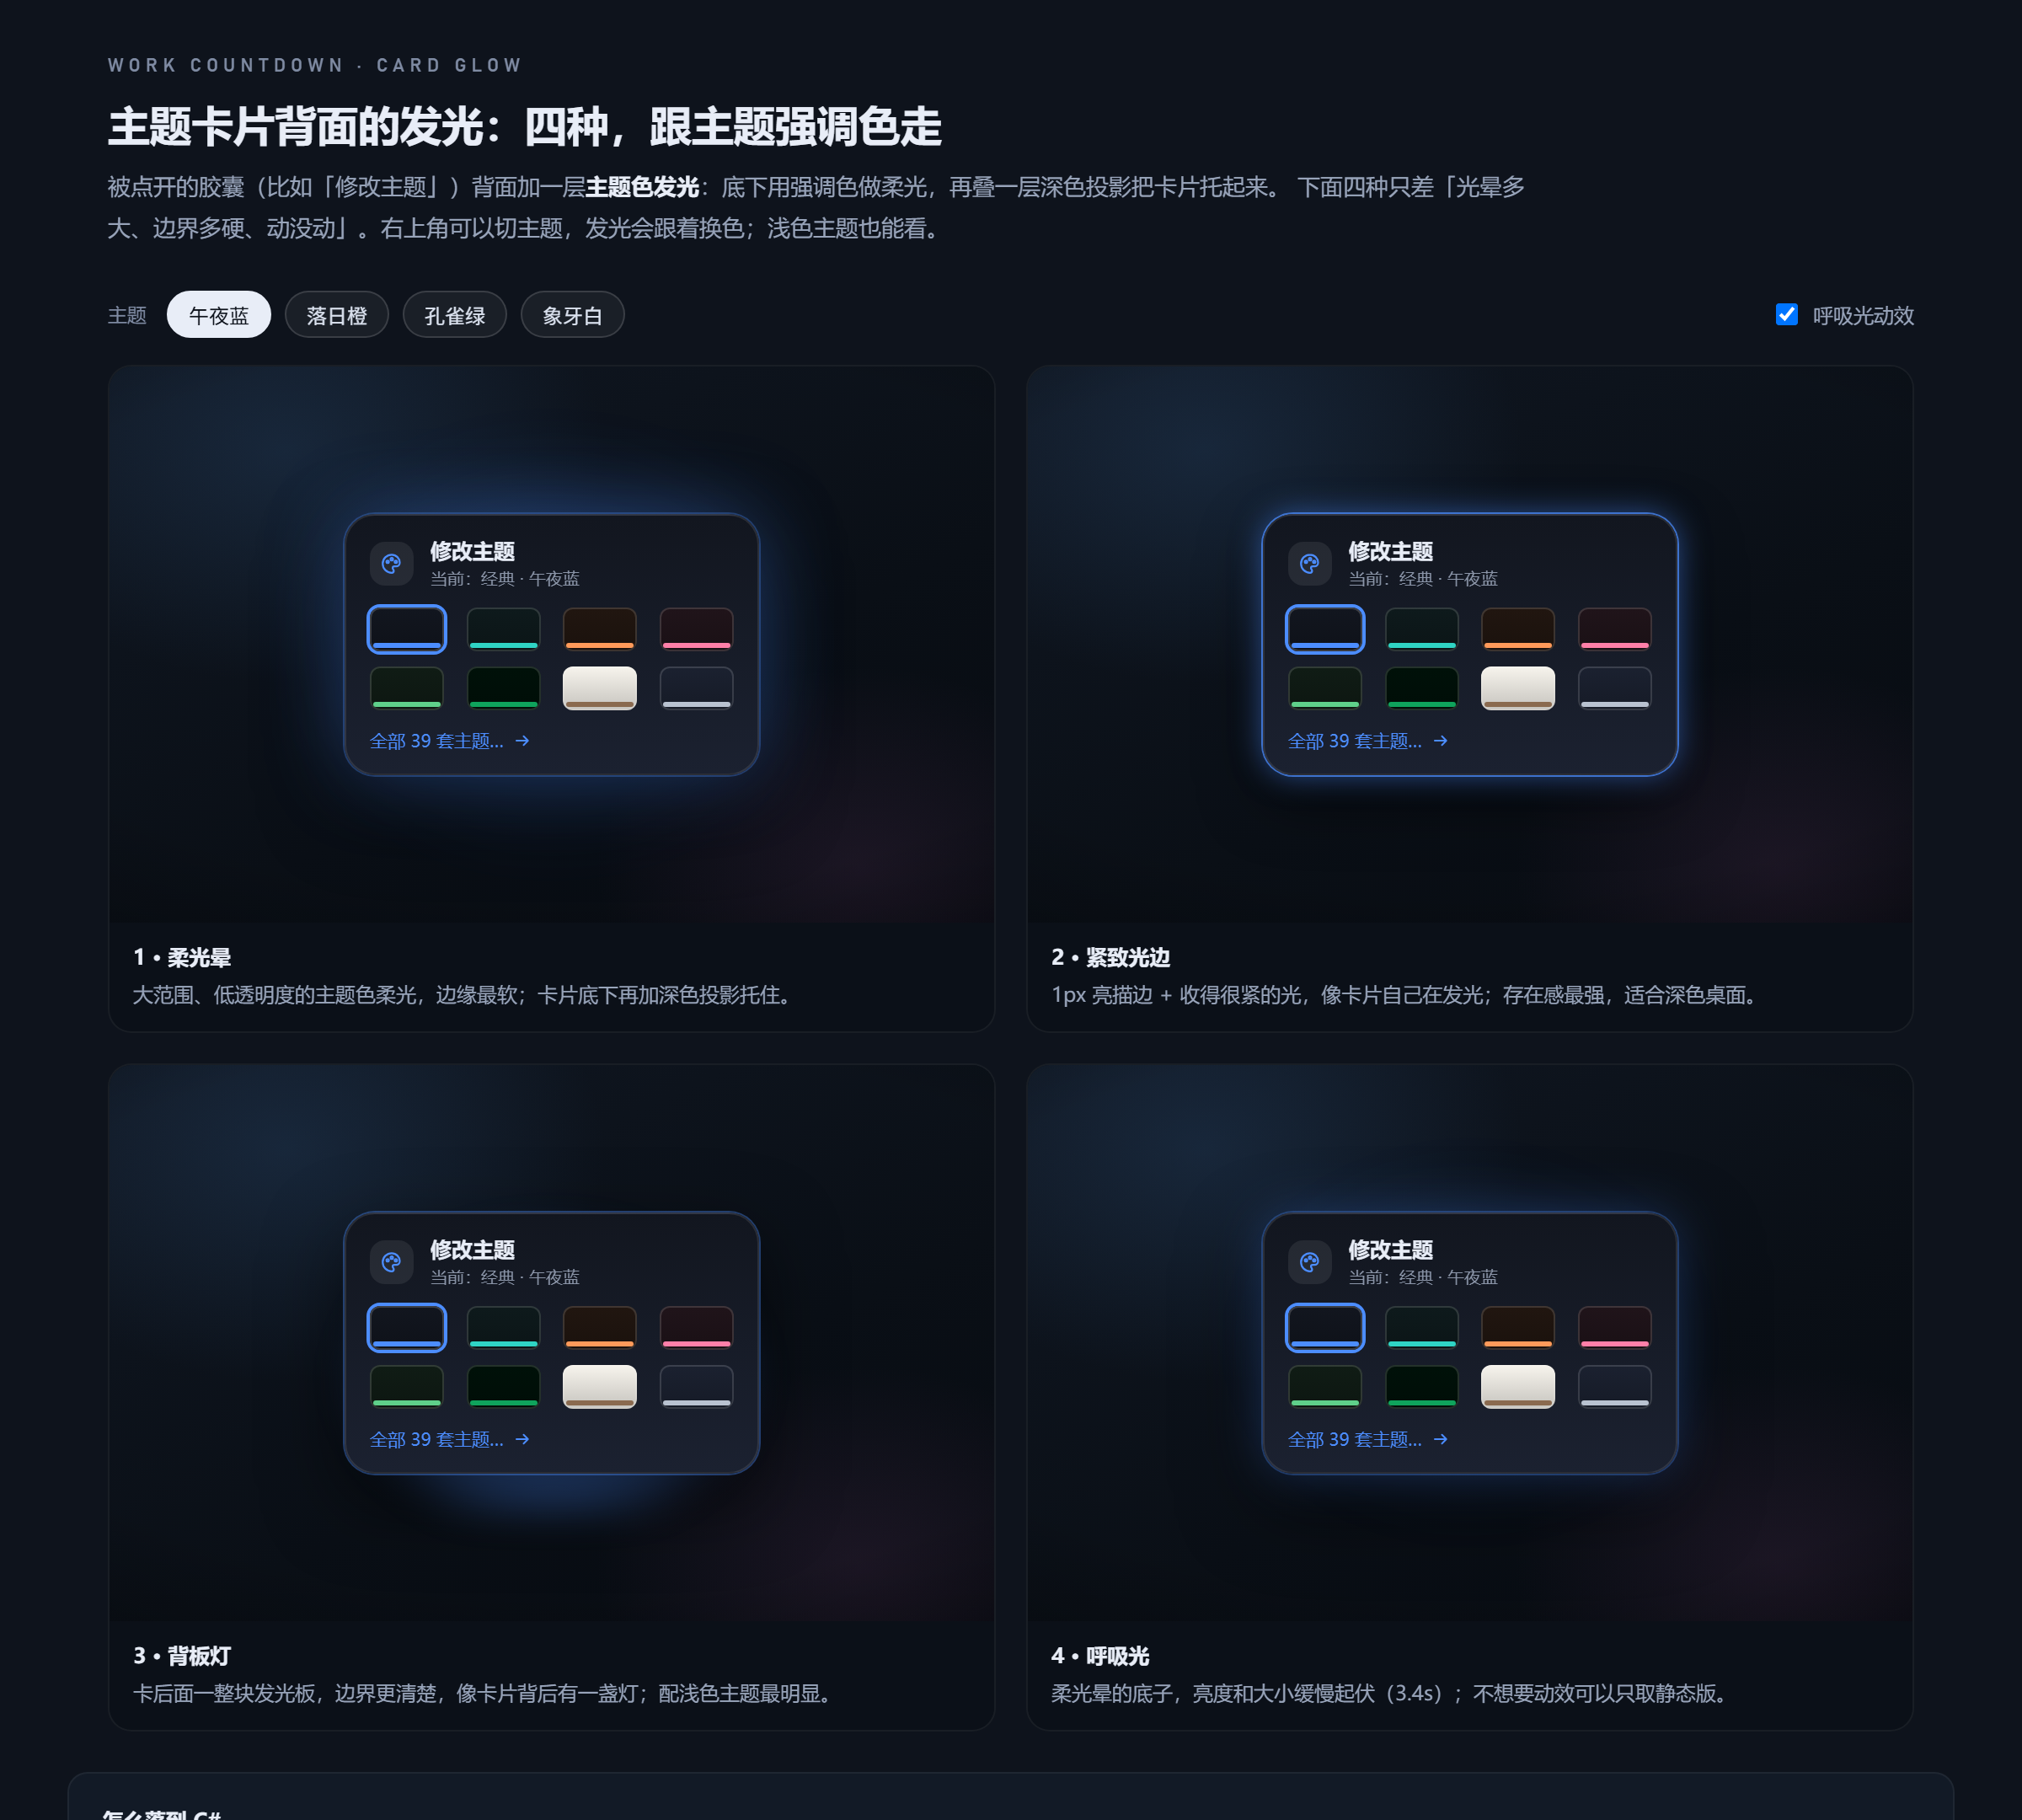 WORK COUNTDOWN · CARD GLOW
主题卡片背面的发光：四种，跟主题强调色走
被点开的胶囊（比如「修改主题」）背面加一层主题色发光：底下用强调色做柔光，再叠一层深色投影把卡片托起来。 下面四种只差「光晕多
大、边界多硬、动没动」。右上角可以切主题，发光会跟着换色；浅色主题也能看。
主题 午夜蓝 落日橙 孔雀绿 象牙白 呼吸光动效
修改主题
当前：经典 · 午夜蓝
全部 39 套主题... →
1 • 柔光晕
大范围、低透明度的主题色柔光，边缘最软；卡片底下再加深色投影托住。
修改主题
当前：经典 · 午夜蓝
全部 39 套主题... →
2 • 紧致光边
1px 亮描边 + 收得很紧的光，像卡片自己在发光；存在感最强，适合深色桌面。
修改主题
当前：经典 · 午夜蓝
全部 39 套主题... →
3 • 背板灯
卡后面一整块发光板，边界更清楚，像卡片背后有一盏灯；配浅色主题最明显。
修改主题
当前：经典 · 午夜蓝
全部 39 套主题... →
4 • 呼吸光
柔光晕的底子，亮度和大小缓慢起伏（3.4s）；不想要动效可以只取静态版。
怎么落到 C#